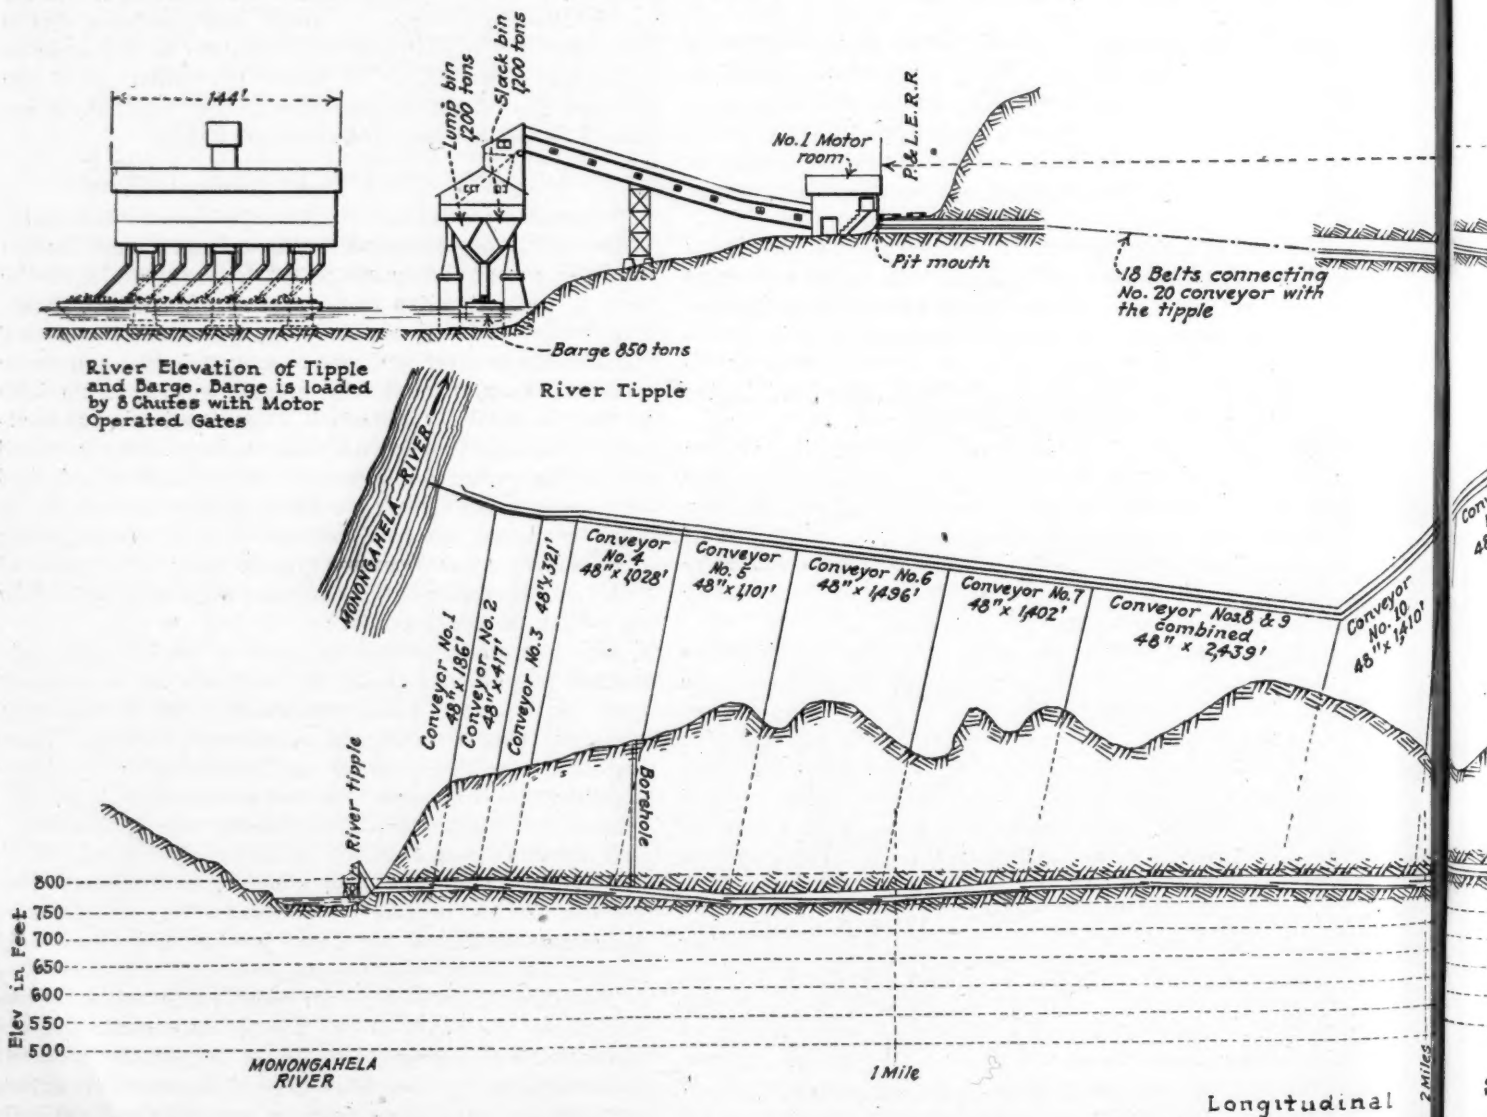 144'
Lump bin
1,200 tons
Slack bin
1,200 tons
No. 1 Motor
room
P. & L. E. R. R.
Pit mouth
18 Belts connecting
No. 20 conveyor with
the tipple
Barge 850 tons
River Elevation of Tipple
and Barge. Barge is loaded
by 8 Chutes with Motor
Operated Gates
River Tipple
MONONGAHELA RIVER
Conveyor No. 1
48" x 186'
Conveyor No. 2
48" x 417'
Conveyor No. 3 48" x 321'
Conveyor
No. 4
48" x 1,028'
Conveyor
No. 5
48" x 1,101'
Conveyor No. 6
48" x 1,496'
Conveyor No. 7
48" x 1,402'
Conveyor Nos. 8 & 9
combined
48" x 2,439'
Conveyor
No. 10
48" x 1,410'
River tipple
Borehole
Elev in Feet
800
750
700
650
600
550
500
MONONGAHELA
RIVER
1 Mile
2 Miles
Longitudinal